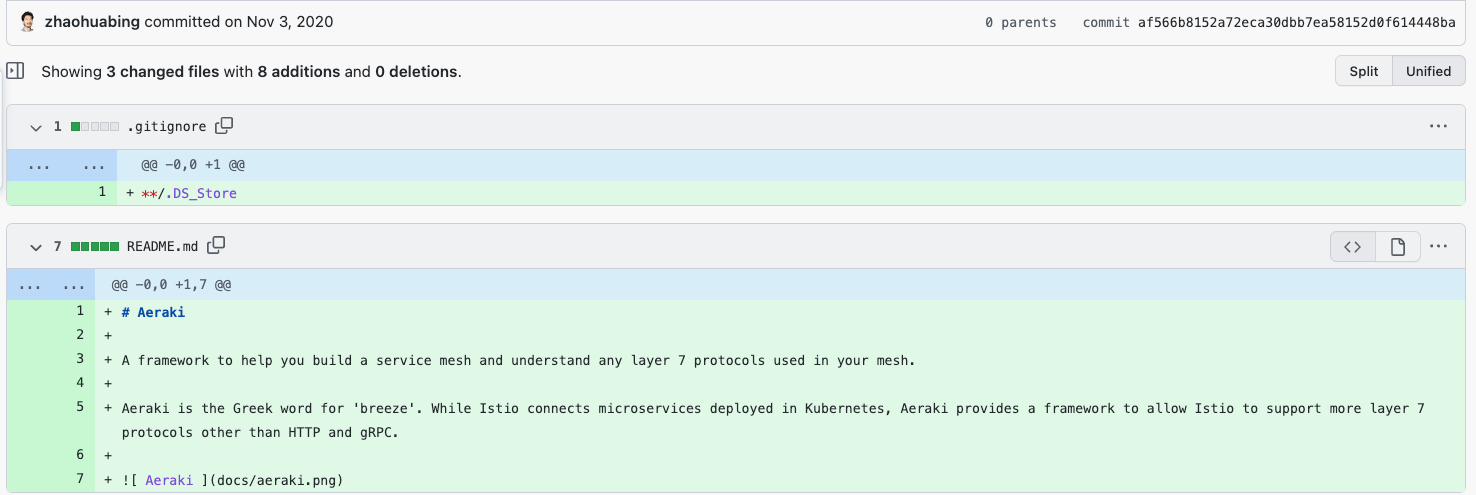 zhaohuabing committed on Nov 3, 2020 0 parents commit af566b8152a72eca30dbb7ea58152d0f614448ba
Showing 3 changed files with 8 additions and 0 deletions. Split Unified
1 .gitignore ...
... ... @@ -0,0 +1 @@
1 + **/.DS_Store
7 README.md <> ...
... ... @@ -0,0 +1,7 @@
1 + # Aeraki
2 +
3 + A framework to help you build a service mesh and understand any layer 7 protocols used in your mesh.
4 +
5 + Aeraki is the Greek word for 'breeze'. While Istio connects microservices deployed in Kubernetes, Aeraki provides a framework to allow Istio to support more layer 7
protocols other than HTTP and gRPC.
6 +
7 + ![ Aeraki ](docs/aeraki.png)